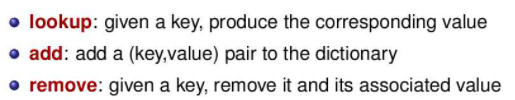 lookup: given a key, produce the corresponding value
add: add a (key,value) pair to the dictionary
remove: given a key, remove it and its associated value